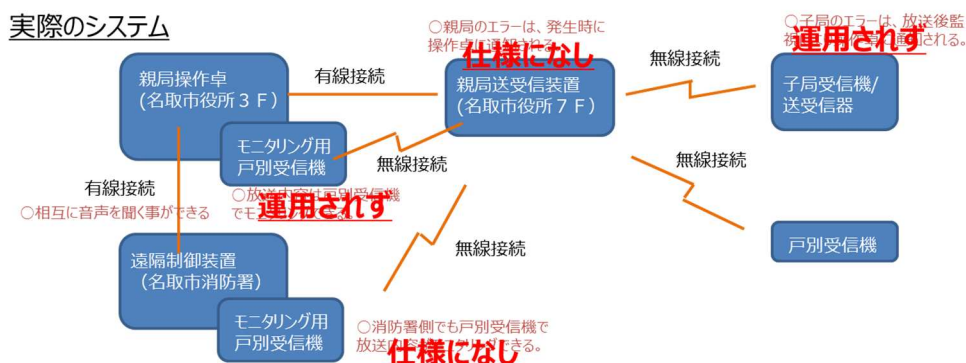 実際のシステム
○親局のエラーは、発生時に
操作卓に通知される。
仕様になし
○子局のエラーは、放送後監
運用されず
有線接続
無線接続
親局操作卓
(名取市役所3F)
親局送受信装置
(名取市役所7F)
子局受信機/
送受信器
モニタリング用
戸別受信機
無線接続
無線接続
有線接続
○相互に音声を聞く事ができる
○放送内容は戸別受信機
運用されず
戸別受信機
無線接続
遠隔制御装置
(名取市消防署)
モニタリング用
戸別受信機
○消防署側でも戸別受信機で
仕様になし